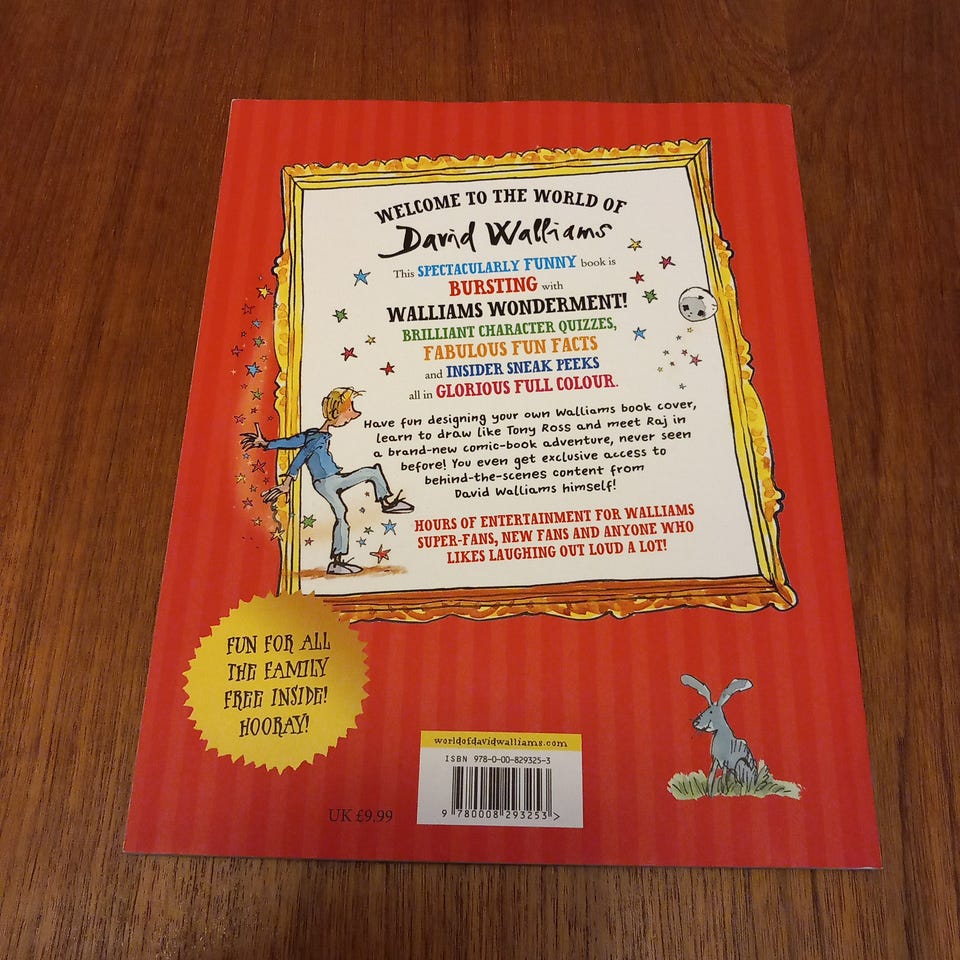 WELCOME TO THE WORLD OF
David Walliams
This SPECTACULARLY FUNNY book is
BURSTING with
WALLIAMS WONDERMENT!
BRILLIANT CHARACTER QUIZZES,
FABULOUS FUN FACTS
and INSIDER SNEAK PEEKS
all in GLORIOUS FULL COLOUR.
Have fun designing your own Walliams book cover,
learn to draw like Tony Ross and meet Raj in
a brand-new comic-book adventure, never seen
before! You even get exclusive access to
behind-the-scenes content from
David Walliams himself!
HOURS OF ENTERTAINMENT FOR WALLIAMS
SUPER-FANS, NEW FANS AND ANYONE WHO
LIKES LAUGHING OUT LOUD A LOT!
FUN FOR ALL
THE FAMILY
FREE INSIDE!
HOORAY!
worldofdavidwalliams.com
ISBN 978-0-00-829325-3
9 780008 293253 >
UK £9.99